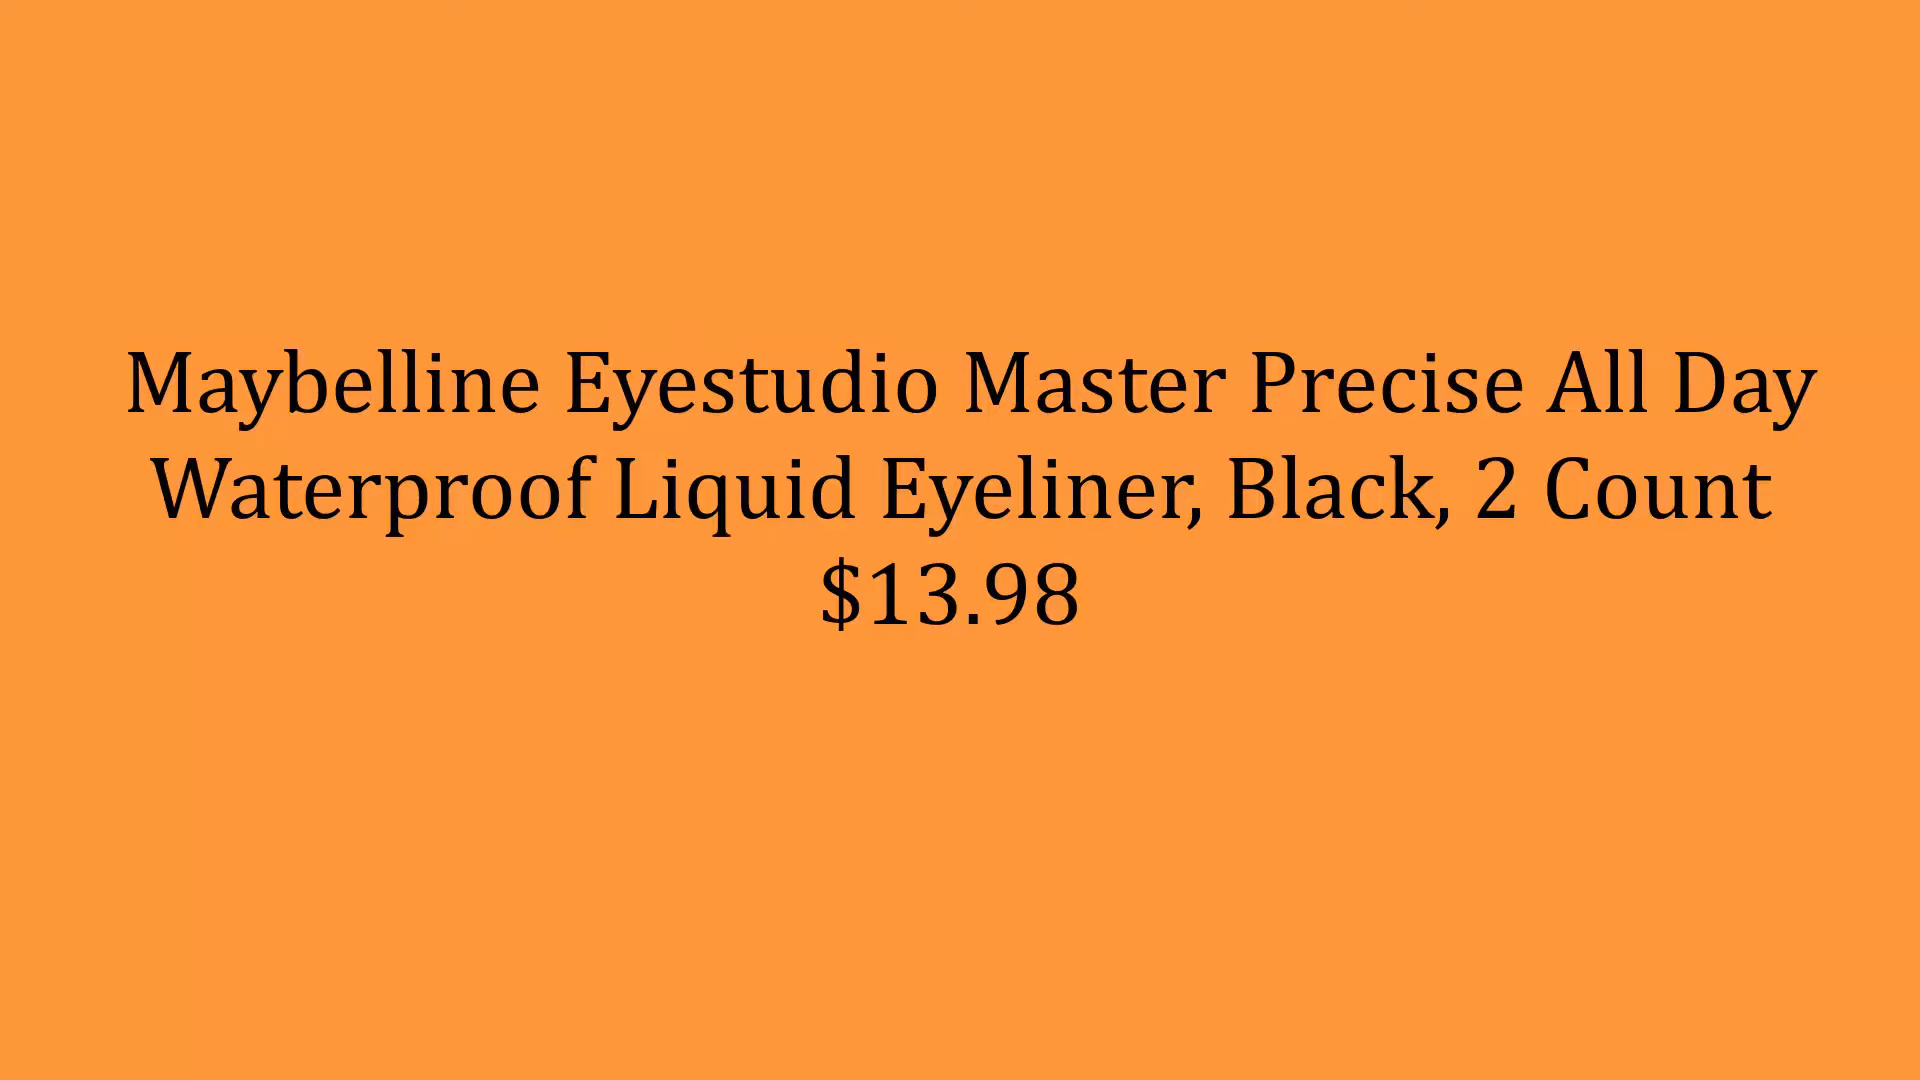 Maybelline Eyestudio Master Precise All Day
Waterproof Liquid Eyeliner, Black, 2 Count
$13.98